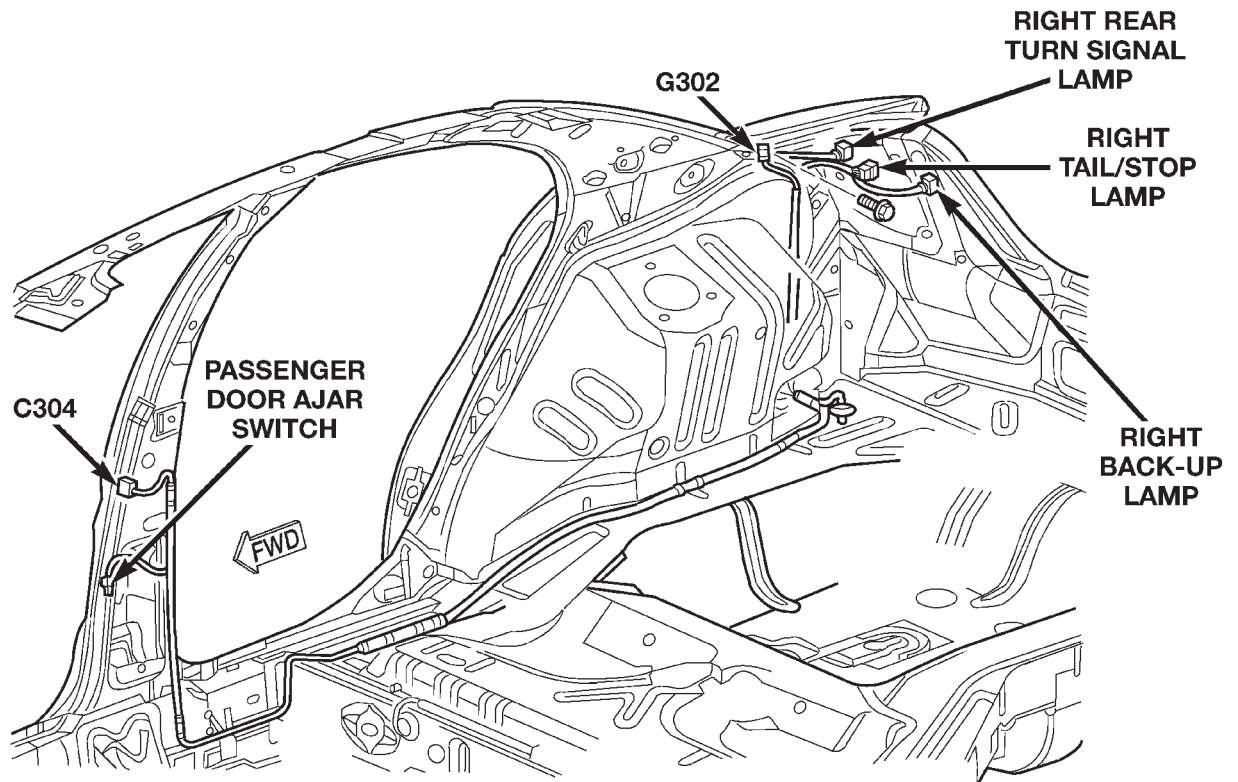 RIGHT REAR
TURN SIGNAL
LAMP
G302
RIGHT
TAIL/STOP
LAMP
PASSENGER
DOOR AJAR
SWITCH
C304
RIGHT
BACK-UP
LAMP
FWD